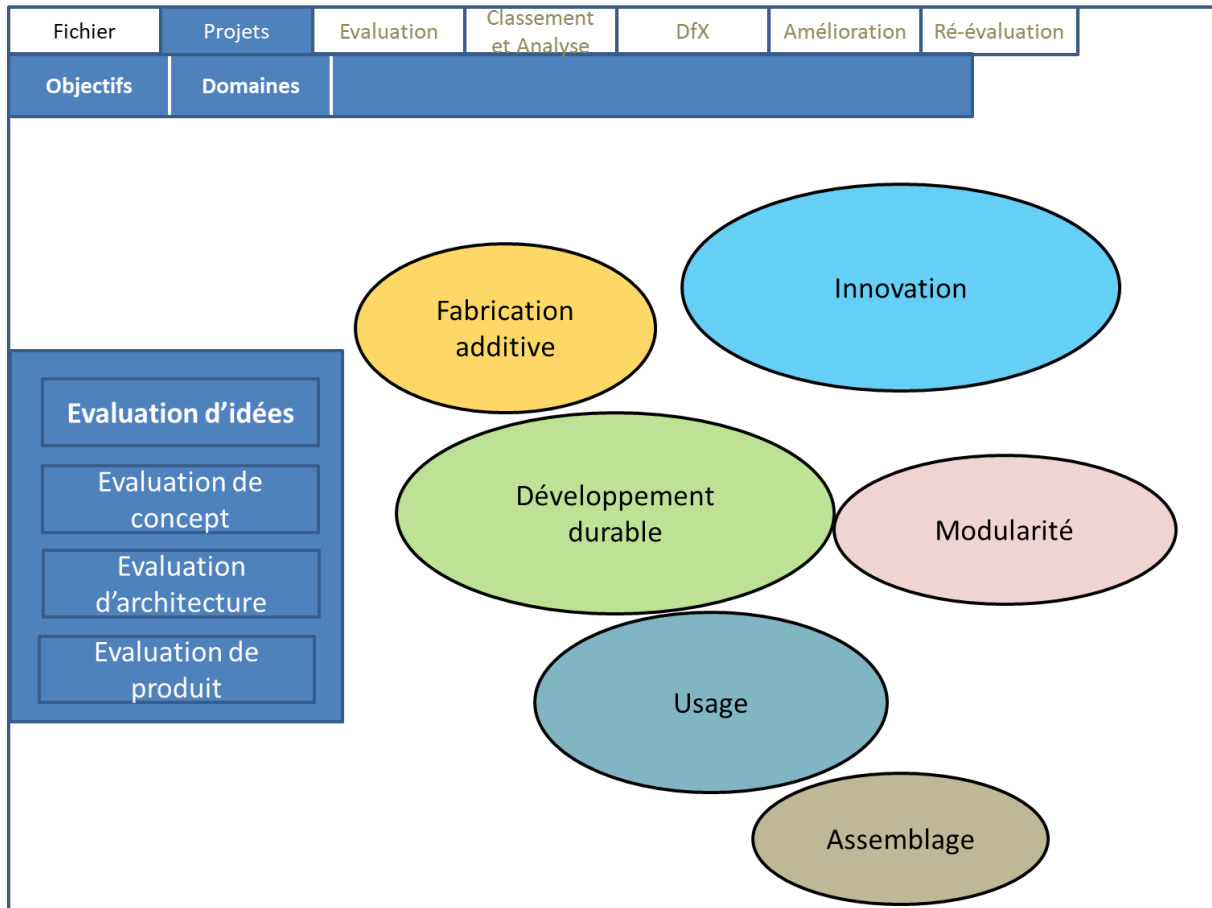 Fichier
Projets
Evaluation
Classement
et Analyse
DfX
Amélioration
Ré-évaluation
Objectifs
Domaines
Innovation
Fabrication
additive
Evaluation d’idées
Evaluation de
concept
Evaluation
d’architecture
Evaluation de
produit
Développement
durable
Modularité
Usage
Assemblage